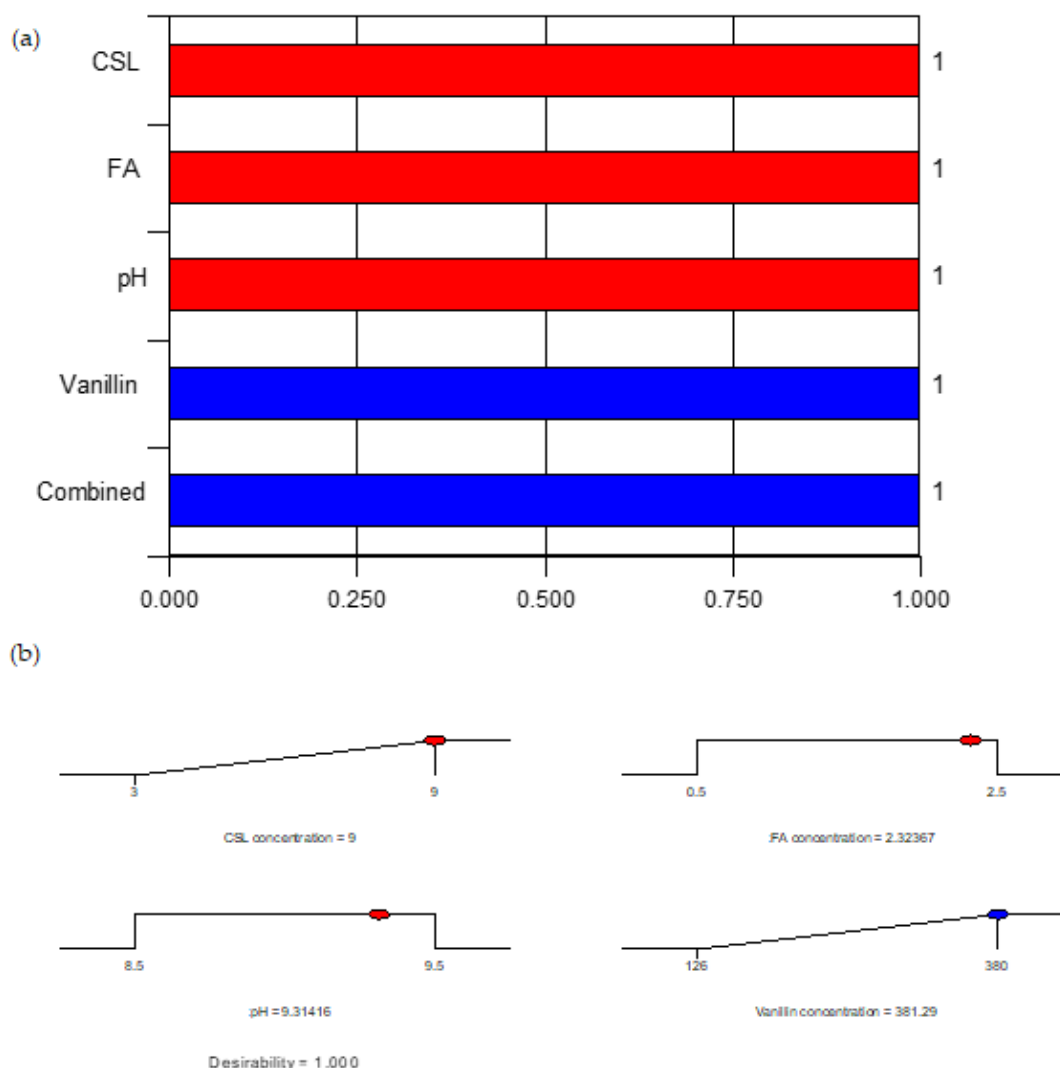 (a)
CSL 1
FA 1
pH 1
Vanillin 1
Combined 1
0.000 0.250 0.500 0.750 1.000
(b)
3 9
CSL concentration = 9
0.5 2.5
:FA concentration = 2.32367
8.5 9.5
:pH = 9.31416
126 380
Vanillin concentration = 381.29
Desirability = 1.000